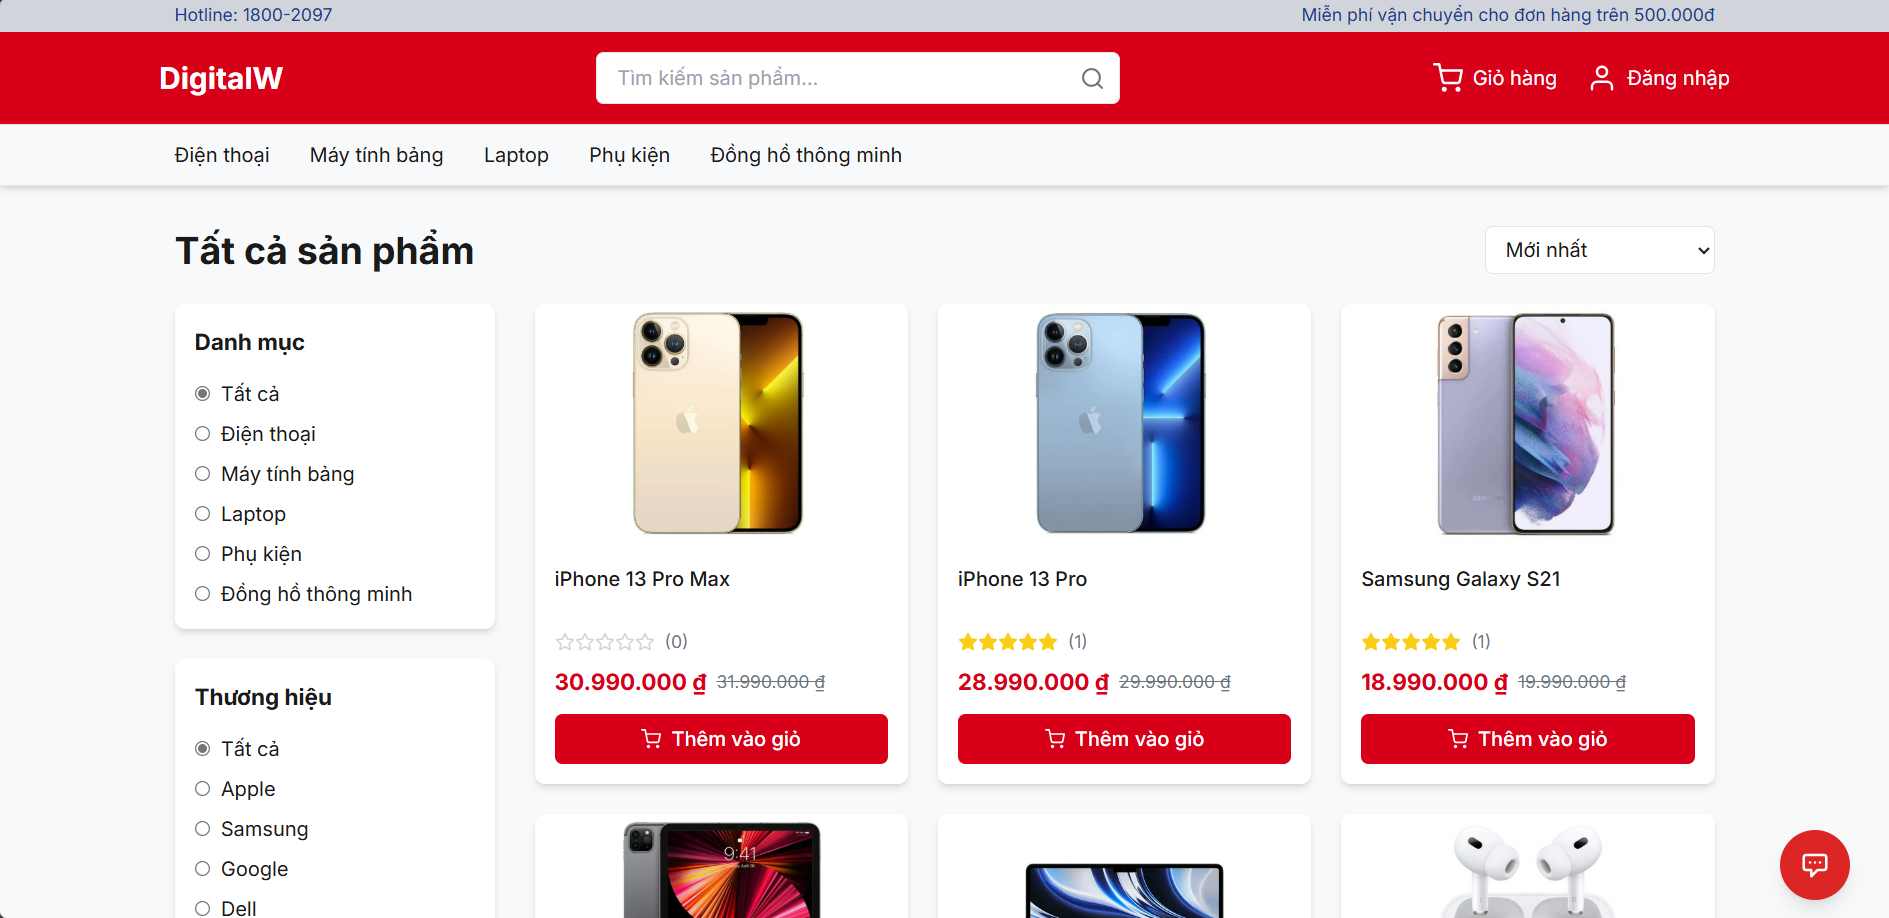 Hotline: 1800-2097
Miễn phí vận chuyển cho đơn hàng trên 500.000đ
DigitalW
Tìm kiếm sản phẩm...
Giỏ hàng
Đăng nhập
Điện thoại
Máy tính bảng
Laptop
Phụ kiện
Đồng hồ thông minh
Tất cả sản phẩm
Mới nhất
Danh mục
Tất cả
Điện thoại
Máy tính bảng
Laptop
Phụ kiện
Đồng hồ thông minh
Thương hiệu
Tất cả
Apple
Samsung
Google
Dell
iPhone 13 Pro Max
(0)
30.990.000 ₫ 31.990.000 ₫
Thêm vào giỏ
iPhone 13 Pro
(1)
28.990.000 ₫ 29.990.000 ₫
Thêm vào giỏ
Samsung Galaxy S21
(1)
18.990.000 ₫ 19.990.000 ₫
Thêm vào giỏ
9:41